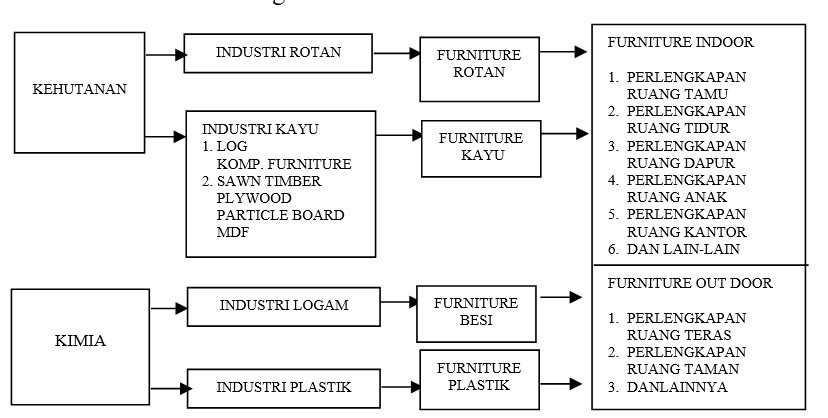 KEHUTANAN
INDUSTRI ROTAN
FURNITURE
ROTAN
INDUSTRI KAYU
1. LOG
KOMP. FURNITURE
2. SAWN TIMBER
PLYWOOD
PARTICLE BOARD
MDF
FURNITURE
KAYU
FURNITURE INDOOR
1. PERLENGKAPAN
RUANG TAMU
2. PERLENGKAPAN
RUANG TIDUR
3. PERLENGKAPAN
RUANG DAPUR
4. PERLENGKAPAN
RUANG ANAK
5. PERLENGKAPAN
RUANG KANTOR
6. DAN LAIN-LAIN
KIMIA
INDUSTRI LOGAM
FURNITURE
BESI
INDUSTRI PLASTIK
FURNITURE
PLASTIK
FURNITURE OUT DOOR
1. PERLENGKAPAN
RUANG TERAS
2. PERLENGKAPAN
RUANG TAMAN
3. DANLAINNYA